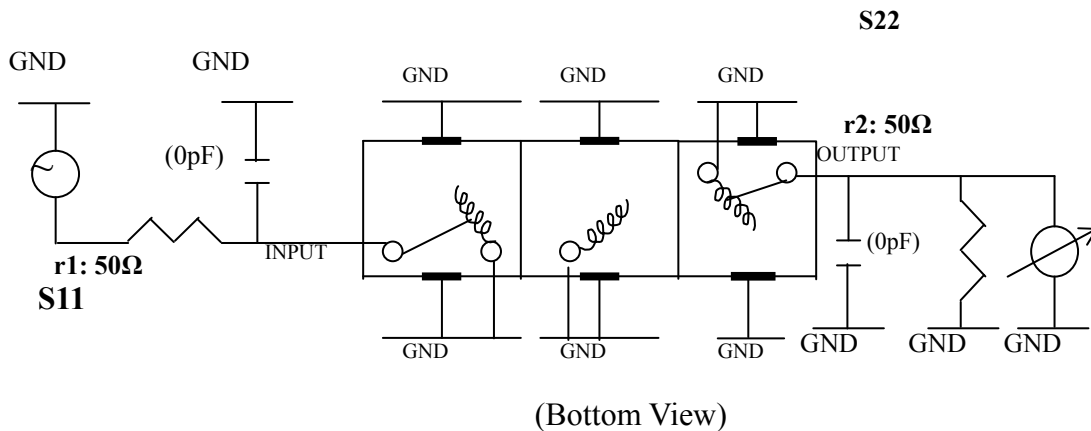 S22
GND
GND
GND
GND
GND
r2: 50Ω
(0pF)
OUTPUT
INPUT
(0pF)
r1: 50Ω
S11
GND
GND
GND
GND
GND
GND
(Bottom View)